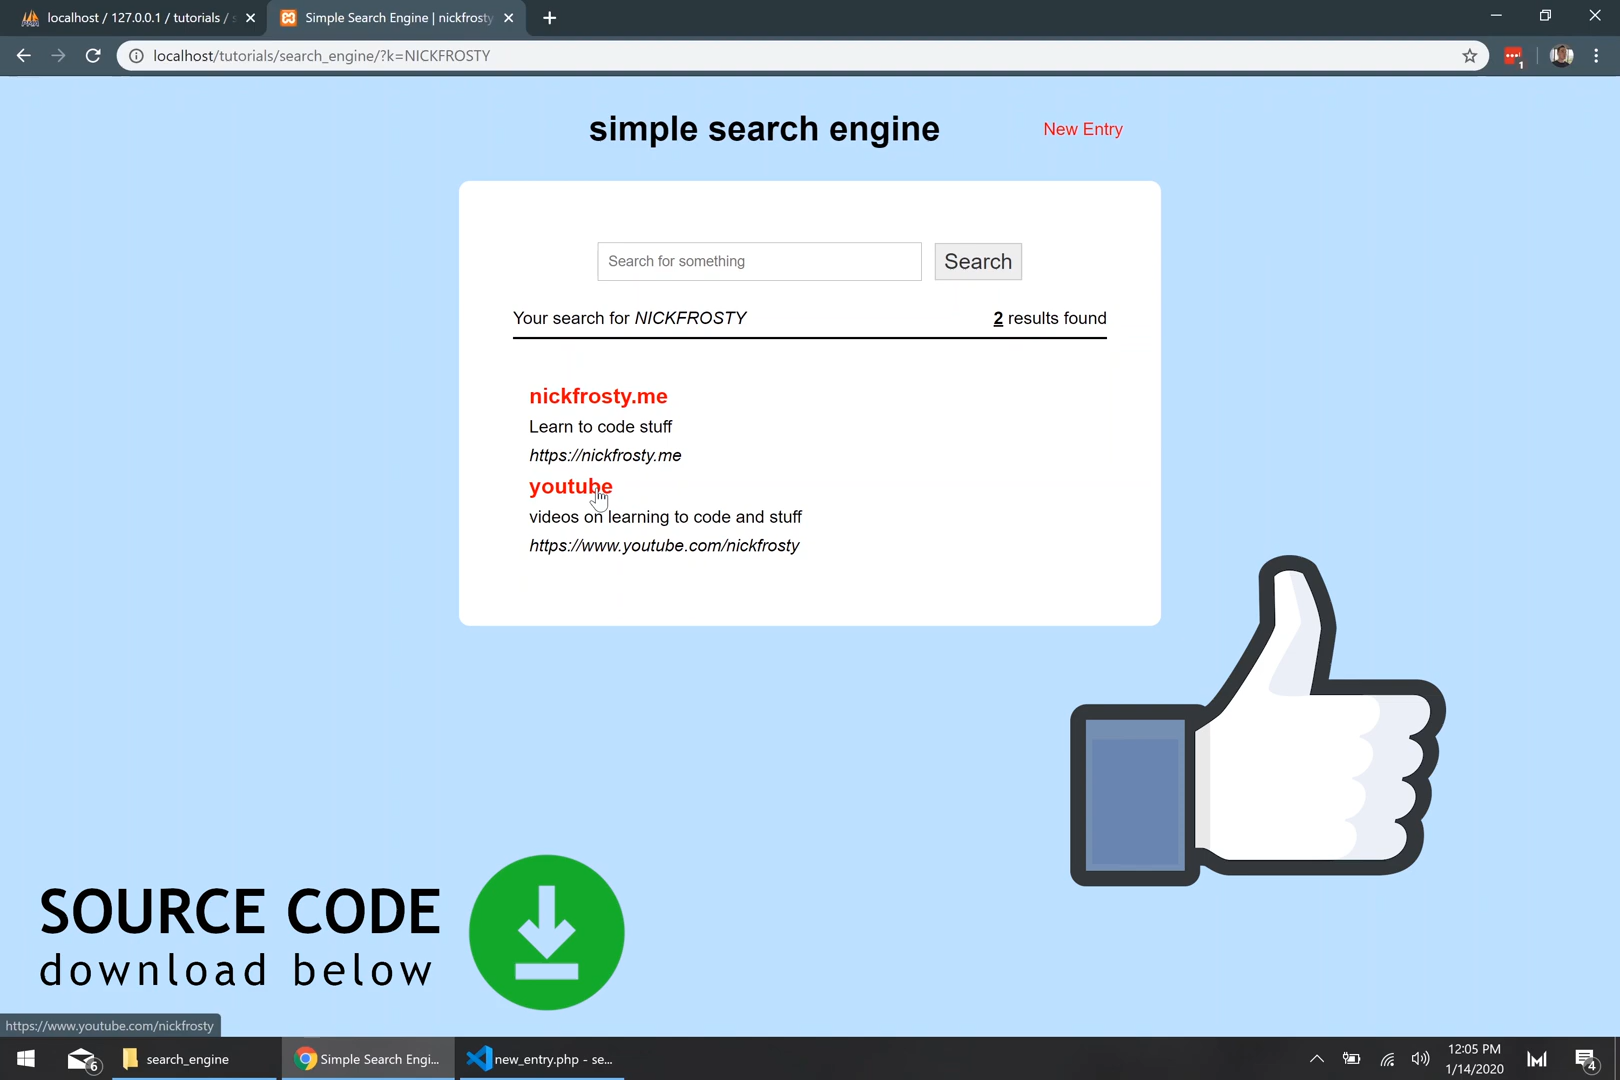 localhost / 127.0.0.1 / tutorials / s
Simple Search Engine | nickfrosty
localhost/tutorials/search_engine/?k=NICKFROSTY
1
simple search engine
New Entry
Search for something
Search
Your search for NICKFROSTY
2 results found
nickfrosty.me
Learn to code stuff
https://nickfrosty.me
youtube
videos on learning to code and stuff
https://www.youtube.com/nickfrosty
SOURCE CODE
download below
https://www.youtube.com/nickfrosty
6
search_engine
Simple Search Engi...
new_entry.php - se...
12:05 PM
1/14/2020
4